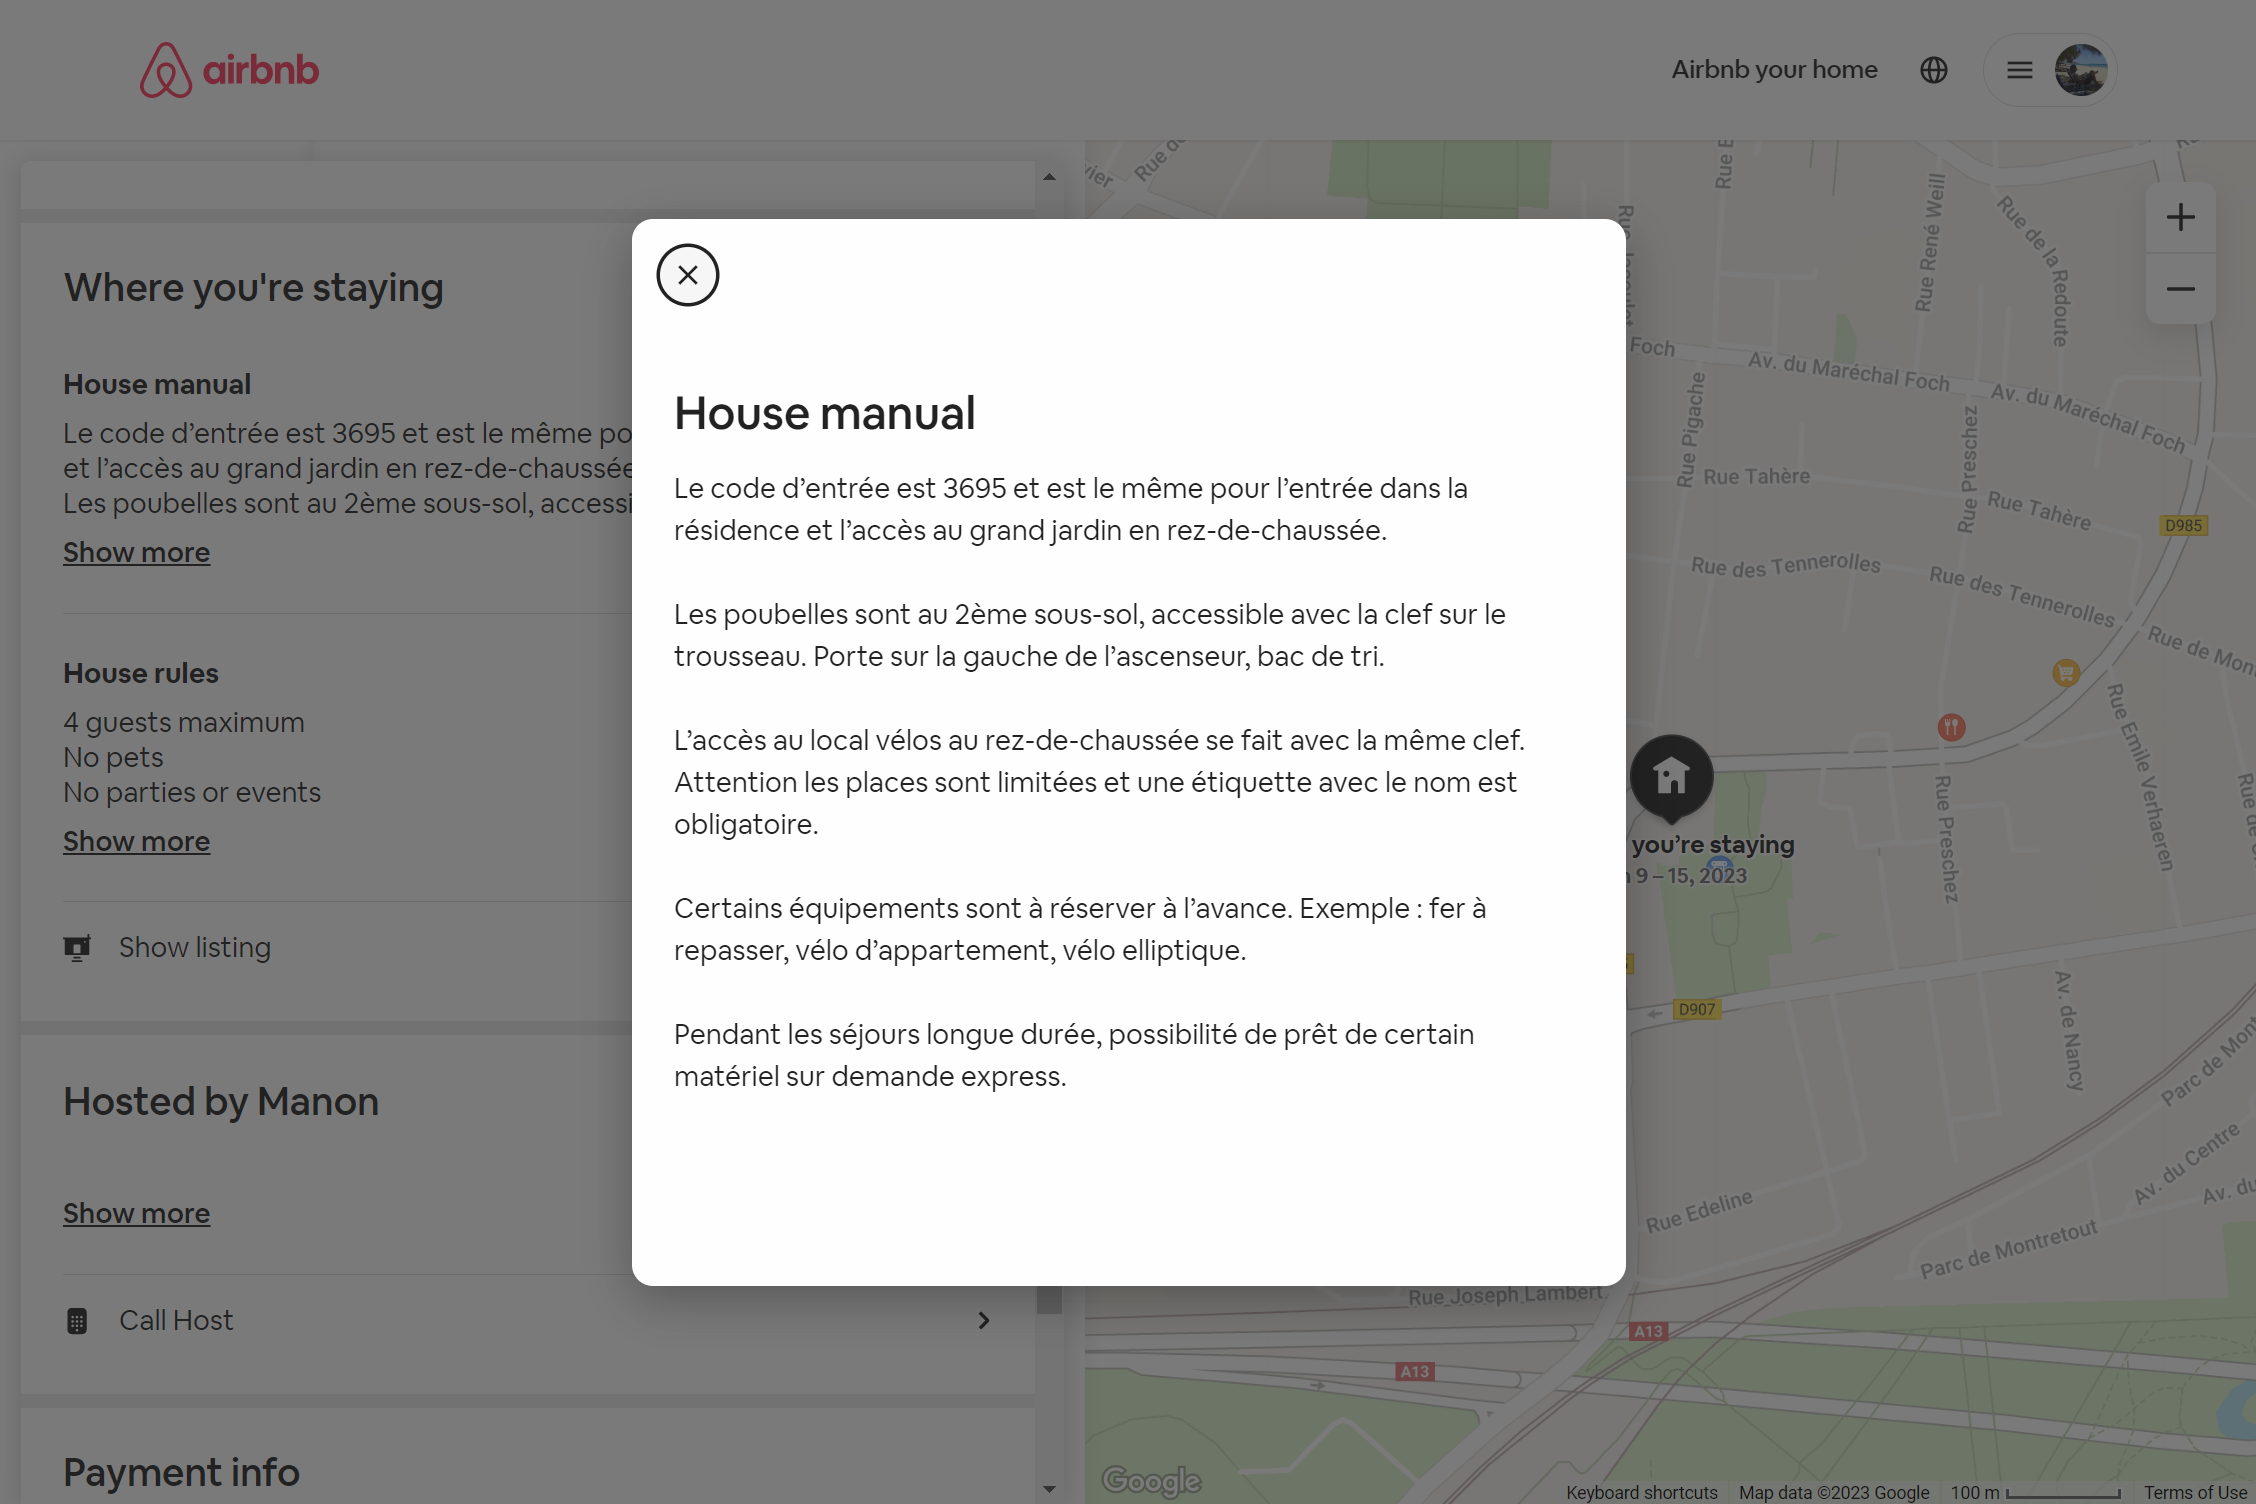 airbnb
Airbnb your home
Where you're staying
House manual
Le code d’entrée est 3695 et est le même po
et l’accès au grand jardin en rez-de-chaussée
Les poubelles sont au 2ème sous-sol, accessi
Show more
House rules
4 guests maximum
No pets
No parties or events
Show more
Show listing
Hosted by Manon
Show more
Call Host
Payment info
House manual
Le code d’entrée est 3695 et est le même pour l’entrée dans la
résidence et l’accès au grand jardin en rez-de-chaussée.
Les poubelles sont au 2ème sous-sol, accessible avec la clef sur le
trousseau. Porte sur la gauche de l’ascenseur, bac de tri.
L’accès au local vélos au rez-de-chaussée se fait avec la même clef.
Attention les places sont limitées et une étiquette avec le nom est
obligatoire.
Certains équipements sont à réserver à l’avance. Exemple : fer à
repasser, vélo d’appartement, vélo elliptique.
Pendant les séjours longue durée, possibilité de prêt de certain
matériel sur demande express.
vier
Rue de
Rue E
Rue René Weill
Rue de la Redoute
Foch
Av. du Maréchal Foch
Av. du Maréchal Foch
Rue Pigache
Rue Tahère
Rue Preschez
Rue Tahère
D985
Rue des Tennerolles
Rue des Tennerolles
Rue de Mont
Rue Emile Verhaeren
Rue Preschez
you’re staying
9 – 15, 2023
D907
Av. de Nancy
Parc de Mont
Av. du Centre
Av. du
Rue Edeline
Parc de Montretout
Rue Joseph Lambert
A13
A13
Google
Keyboard shortcuts
Map data ©2023 Google
100 m
Terms of Use